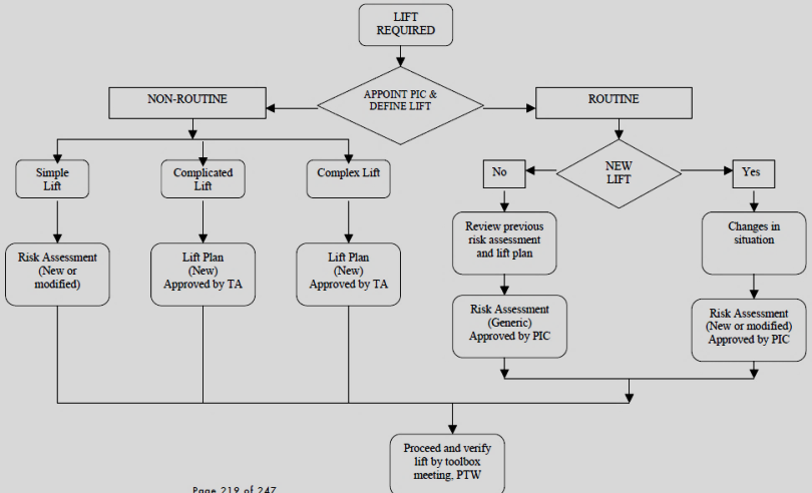 LIFT
REQUIRED
APPOINT PIC &
DEFINE LIFT
NON-ROUTINE
ROUTINE
Simple
Lift
Complicated
Lift
Complex Lift
No
NEW
LIFT
Yes
Risk Assessment
(New or
modified)
Lift Plan
(New)
Approved by TA
Lift Plan
(New)
Approved by TA
Review previous
risk assessment
and lift plan
Changes in
situation
Risk Assessment
(Generic)
Approved by PIC
Risk Assessment
(New or modified)
Approved by PIC
Proceed and verify
lift by toolbox
meeting, PTW
Page 219 of 247